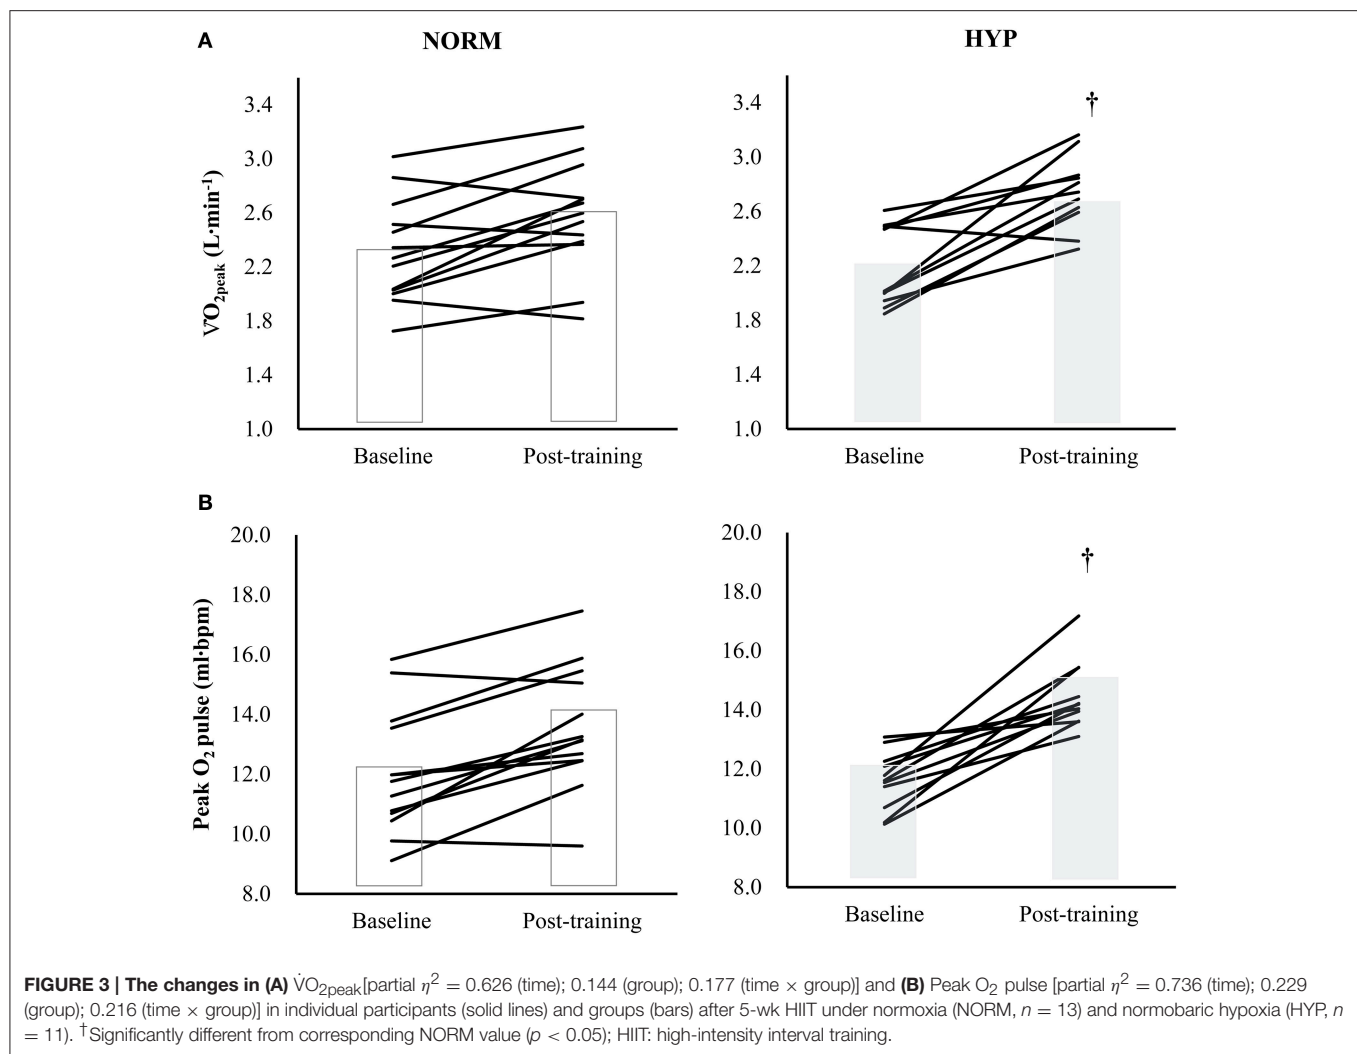 A
NORM
HYP
V̇O2peak (L·min-1)
3.4
3.0
2.6
2.2
1.8
1.4
1.0
Baseline
Post-training
3.4
3.0
2.6
2.2
1.8
1.4
1.0
†
Baseline
Post-training
B
Peak O2 pulse (ml·bpm)
20.0
18.0
16.0
14.0
12.0
10.0
8.0
Baseline
Post-training
20.0
18.0
16.0
14.0
12.0
10.0
8.0
†
Baseline
Post-training
FIGURE 3 | The changes in (A) V̇O2peak[partial η2 = 0.626 (time); 0.144 (group); 0.177 (time × group)] and (B) Peak O2 pulse [partial η2 = 0.736 (time); 0.229
(group); 0.216 (time × group)] in individual participants (solid lines) and groups (bars) after 5-wk HIIT under normoxia (NORM, n = 13) and normobaric hypoxia (HYP, n
= 11). †Significantly different from corresponding NORM value (p < 0.05); HIIT: high-intensity interval training.